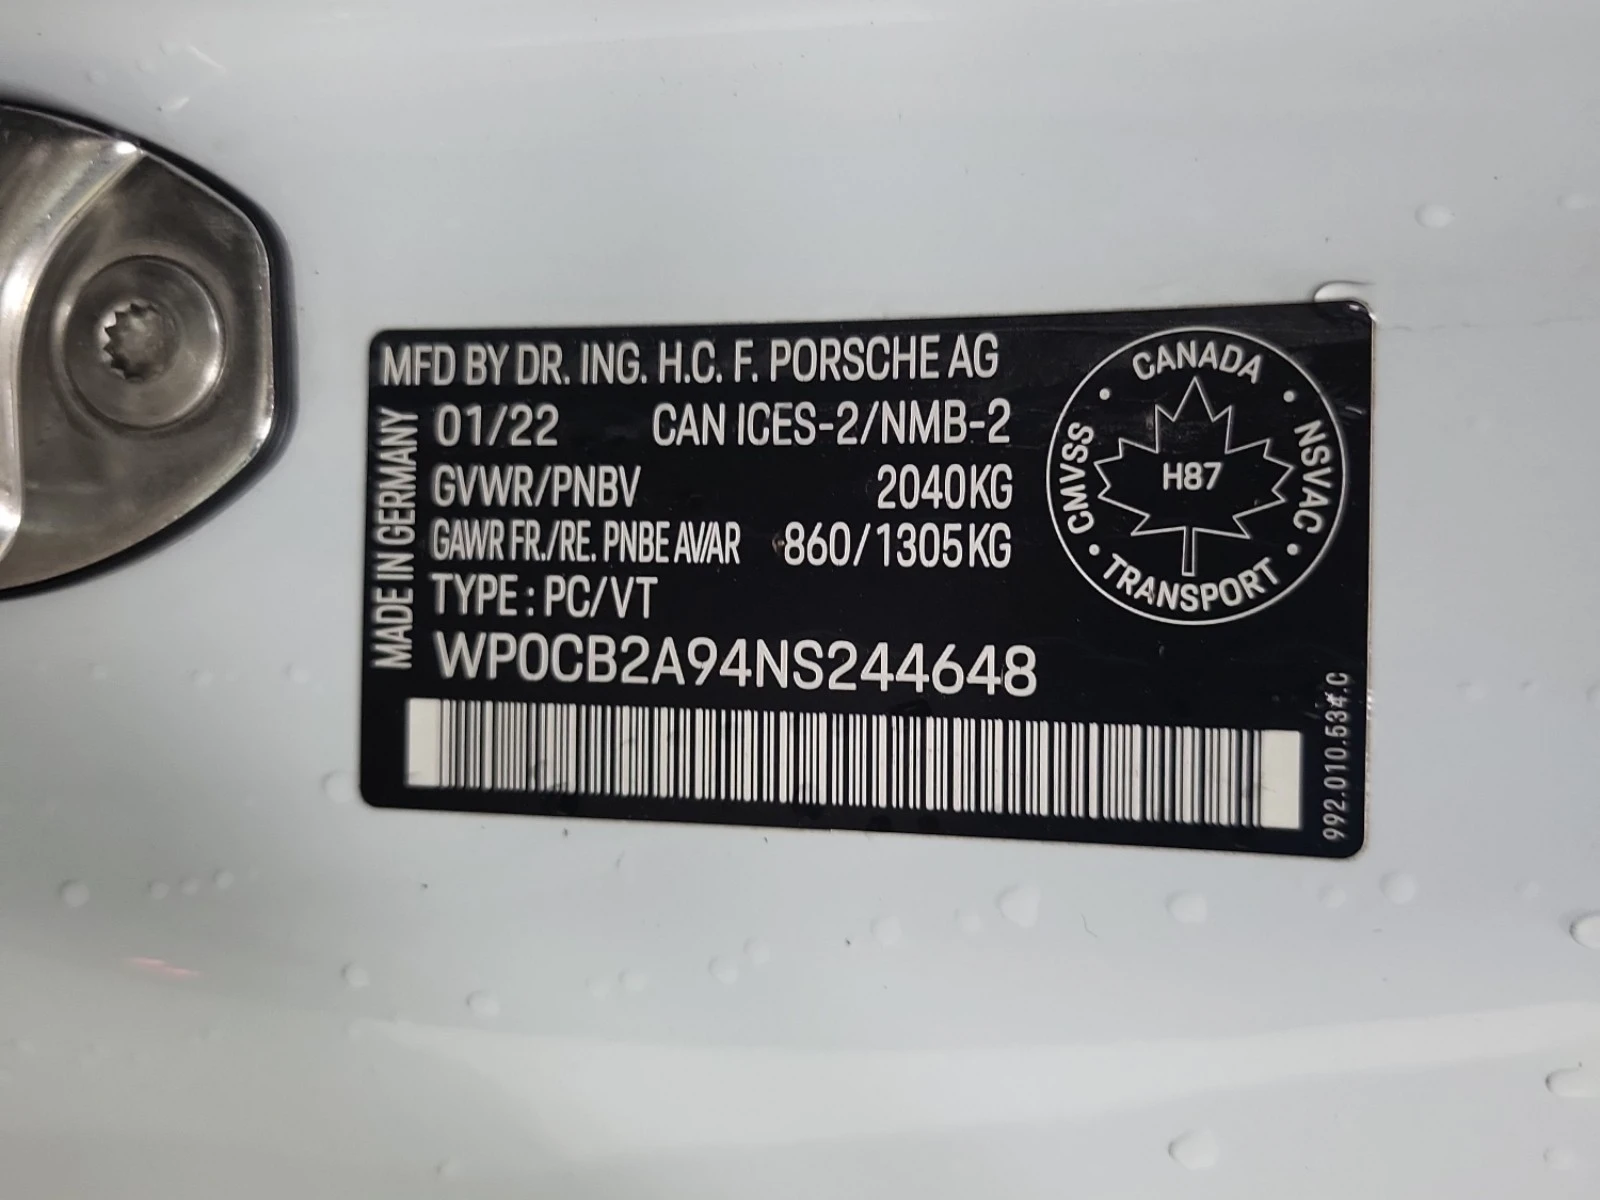 MFD BY DR. ING. H.C. F. PORSCHE AG
01/22 CAN ICES-2/NMB-2
GVWR/PNBV 2040KG
GAWR FR./RE. PNBE AV/AR 860/1305KG
TYPE: PC/VT
WP0CB2A94NS244648
MADE IN GERMANY
CANADA
CMVSS
NSVAC
H87
TRANSPORT
992.010.534.C